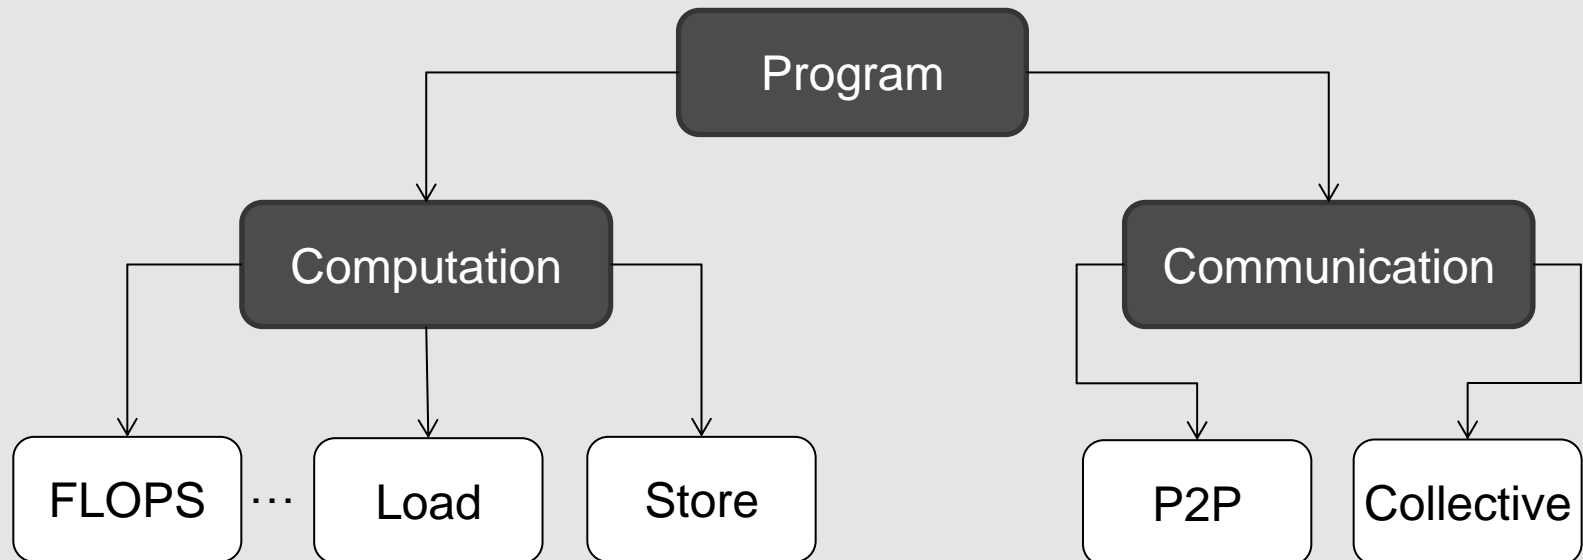 Program
Computation
Communication
FLOPS
...
Load
Store
P2P
Collective